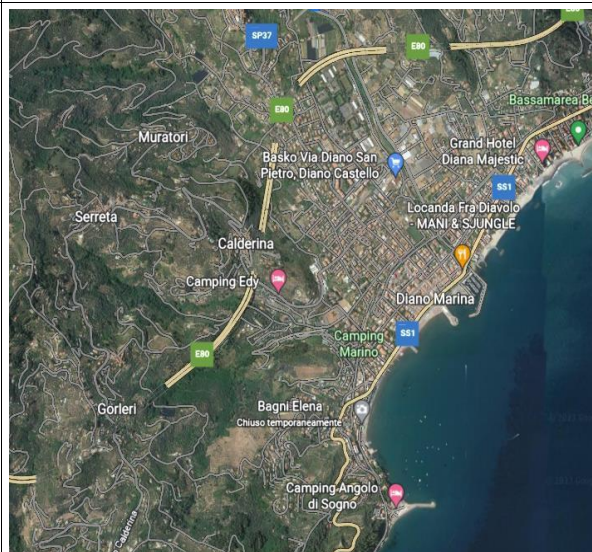 SP37
E80
E80
E80
Bassamarea Be
Muratori
Grand Hotel
Diana Majestic
Basko Via Diano San
Pietro, Diano Castello
SS1
Serreta
Locanda Fra Diavolo
- MANI & SJUNGLE
Calderina
Camping Edy
Diano Marina
SS1
Camping
Marino
E80
Gorleri
Bagni Elena
Chiuso temporaneamente
Camping Angolo
di Sogno
Calderina